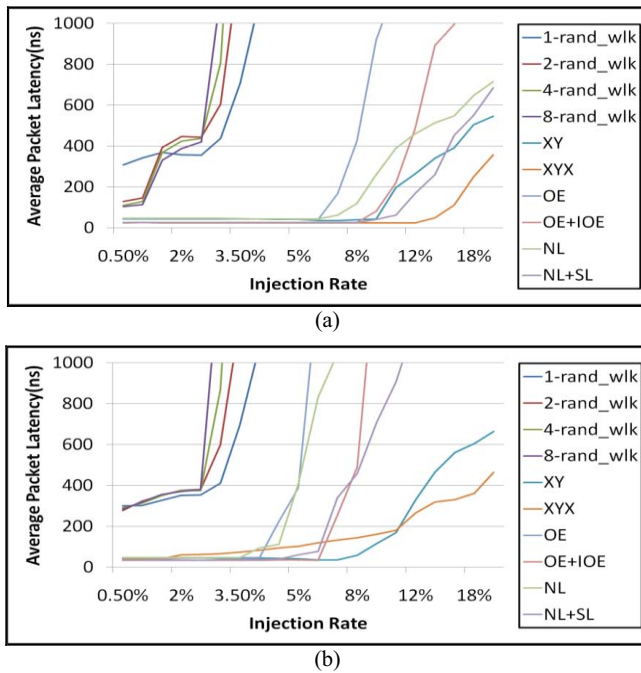 1000
800
600
400
200
0
Average Packet Latency(ns)
0.50% 2% 3.50% 5% 8% 12% 18%
Injection Rate
1-rand_wlk
2-rand_wlk
4-rand_wlk
8-rand_wlk
XY
XYX
OE
OE+IOE
NL
NL+SL
(a)
1000
800
600
400
200
0
Average Packet Latency(ns)
0.50% 2% 3.50% 5% 8% 12% 18%
Injection Rate
1-rand_wlk
2-rand_wlk
4-rand_wlk
8-rand_wlk
XY
XYX
OE
OE+IOE
NL
NL+SL
(b)